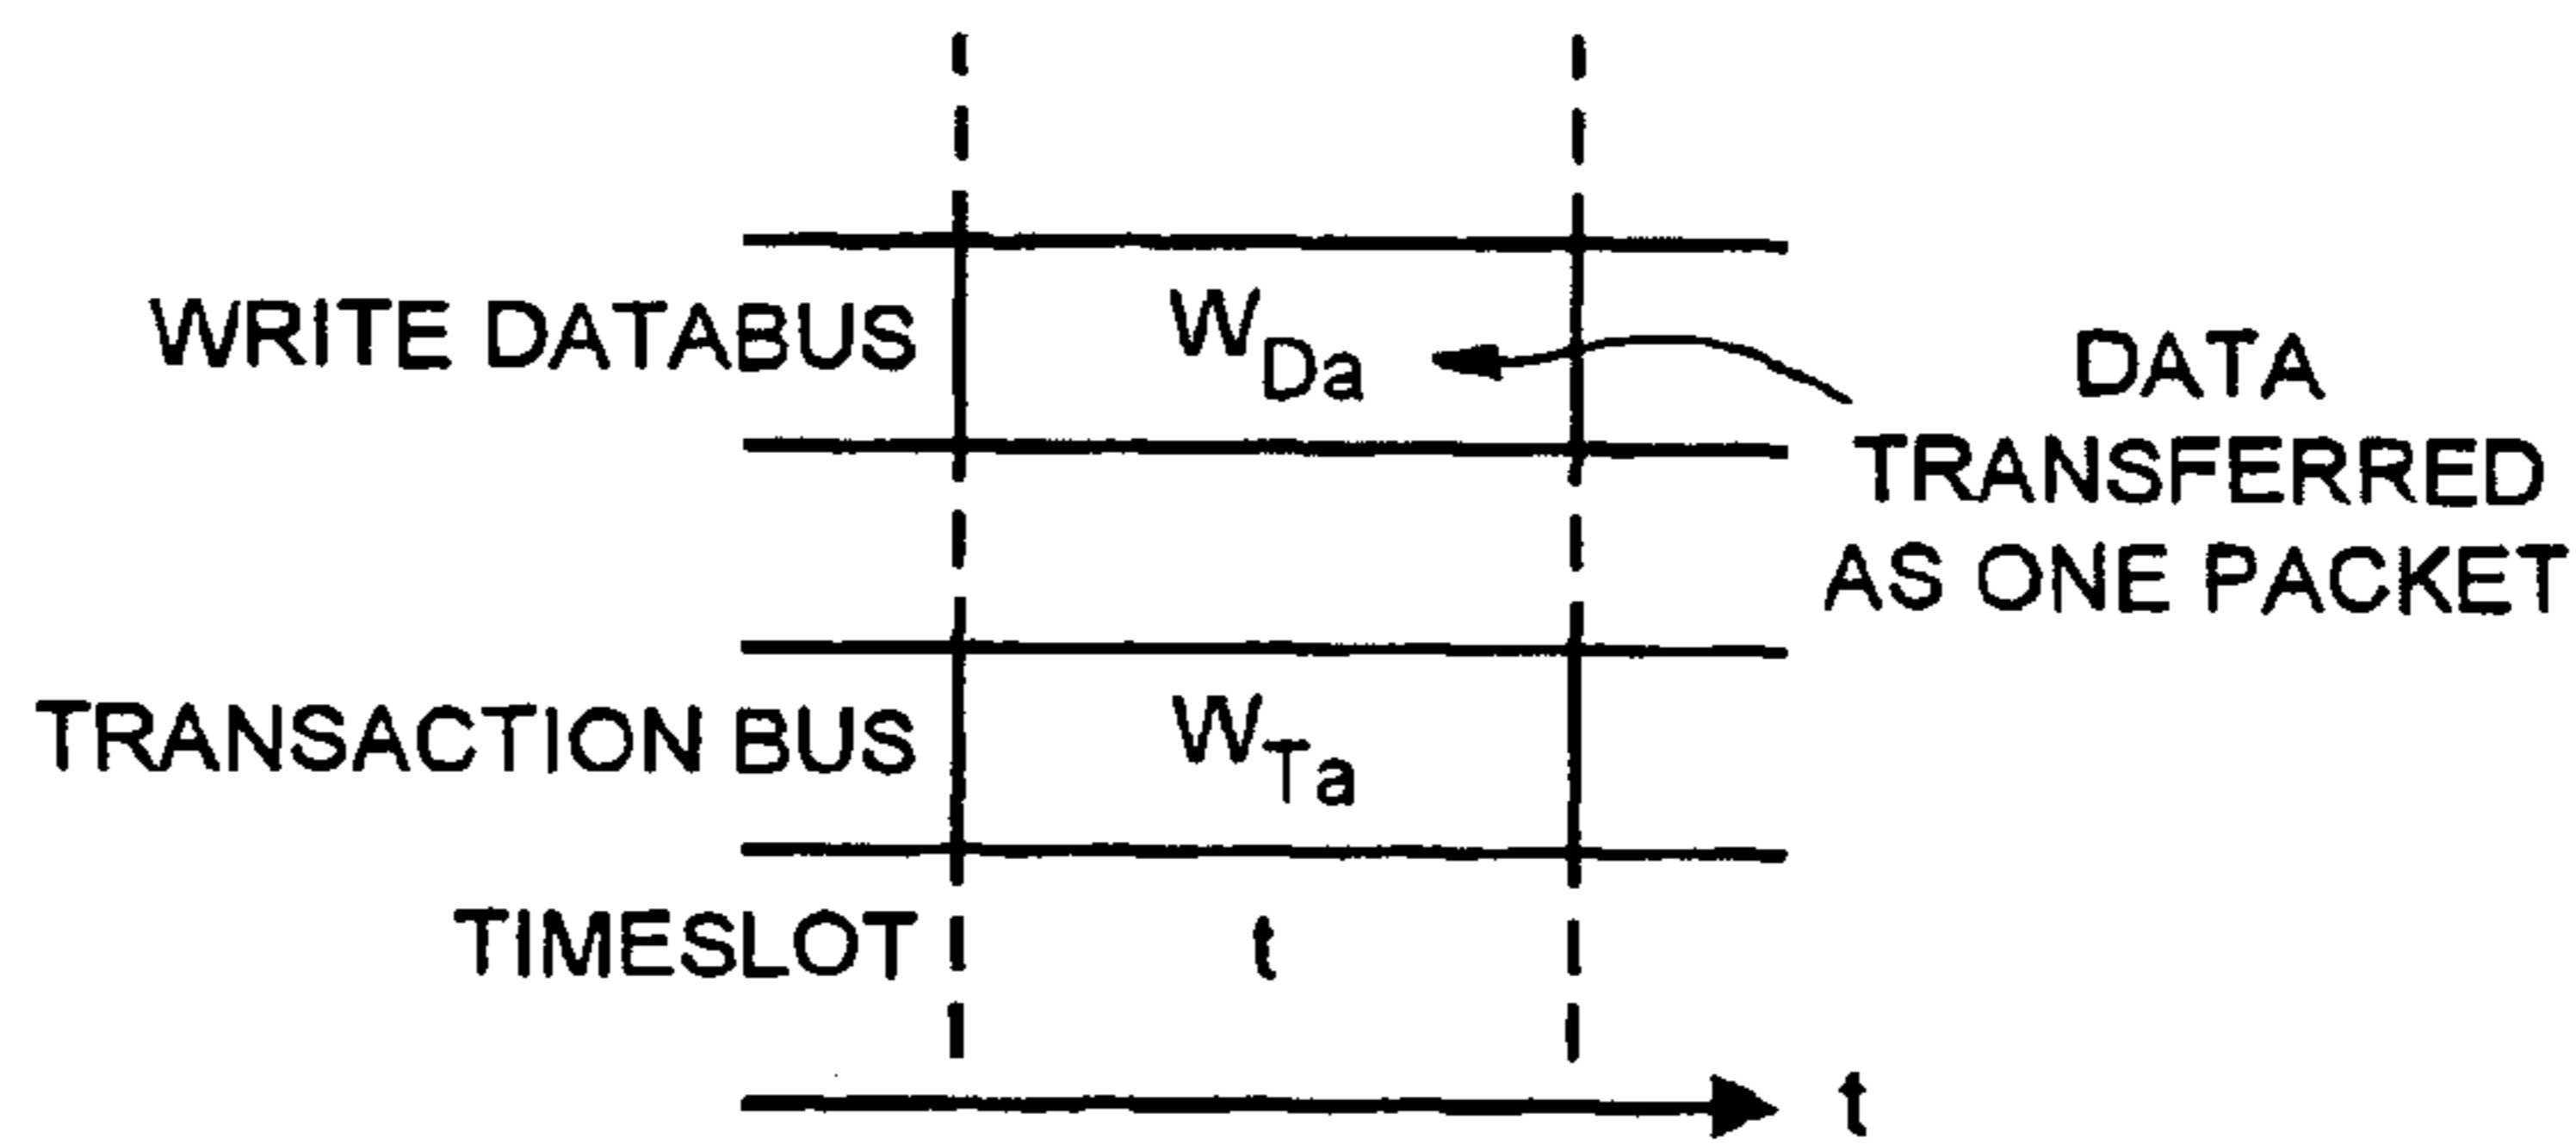 WRITE DATABUS W_Da
DATA
TRANSFERRED
AS ONE PACKET
TRANSACTION BUS W_Ta
TIMESLOT t
t